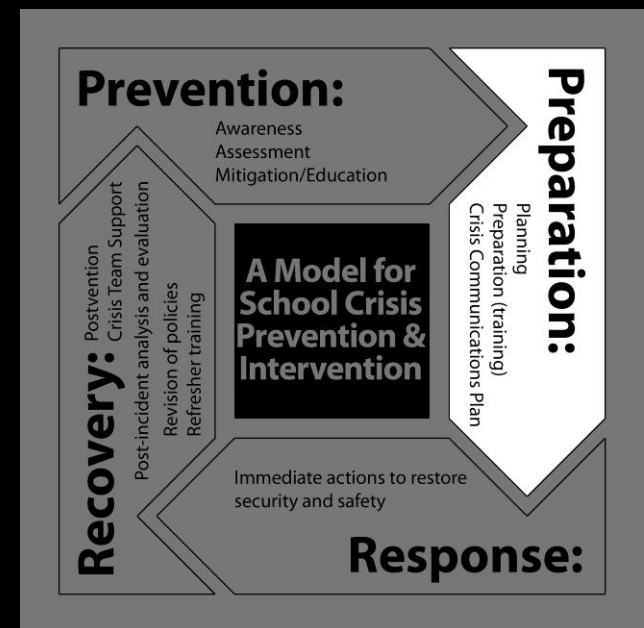 Prevention:
Awareness
Assessment
Mitigation/Education
Preparation:
Planning
Preparation (training)
Crisis Communications Plan
A Model for
School Crisis
Prevention &
Intervention
Response:
Immediate actions to restore
security and safety
Recovery:
Postvention
Crisis Team Support
Post-incident analysis and evaluation
Revision of policies
Refresher training